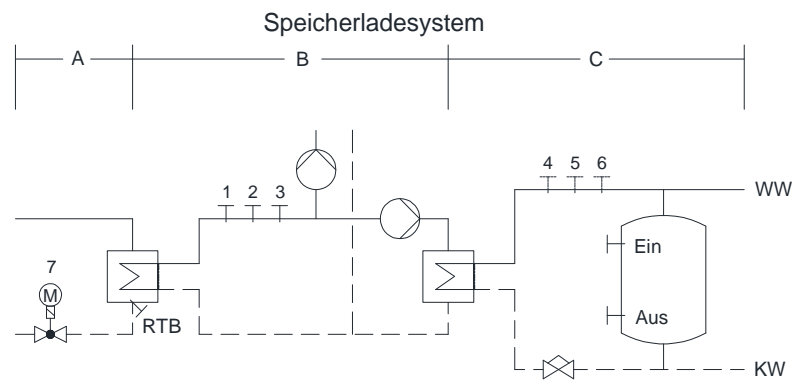 Speicherladesystem
A B C
4 5 6
1 2 3
WW
Ein
7
M
RTB
Aus
KW